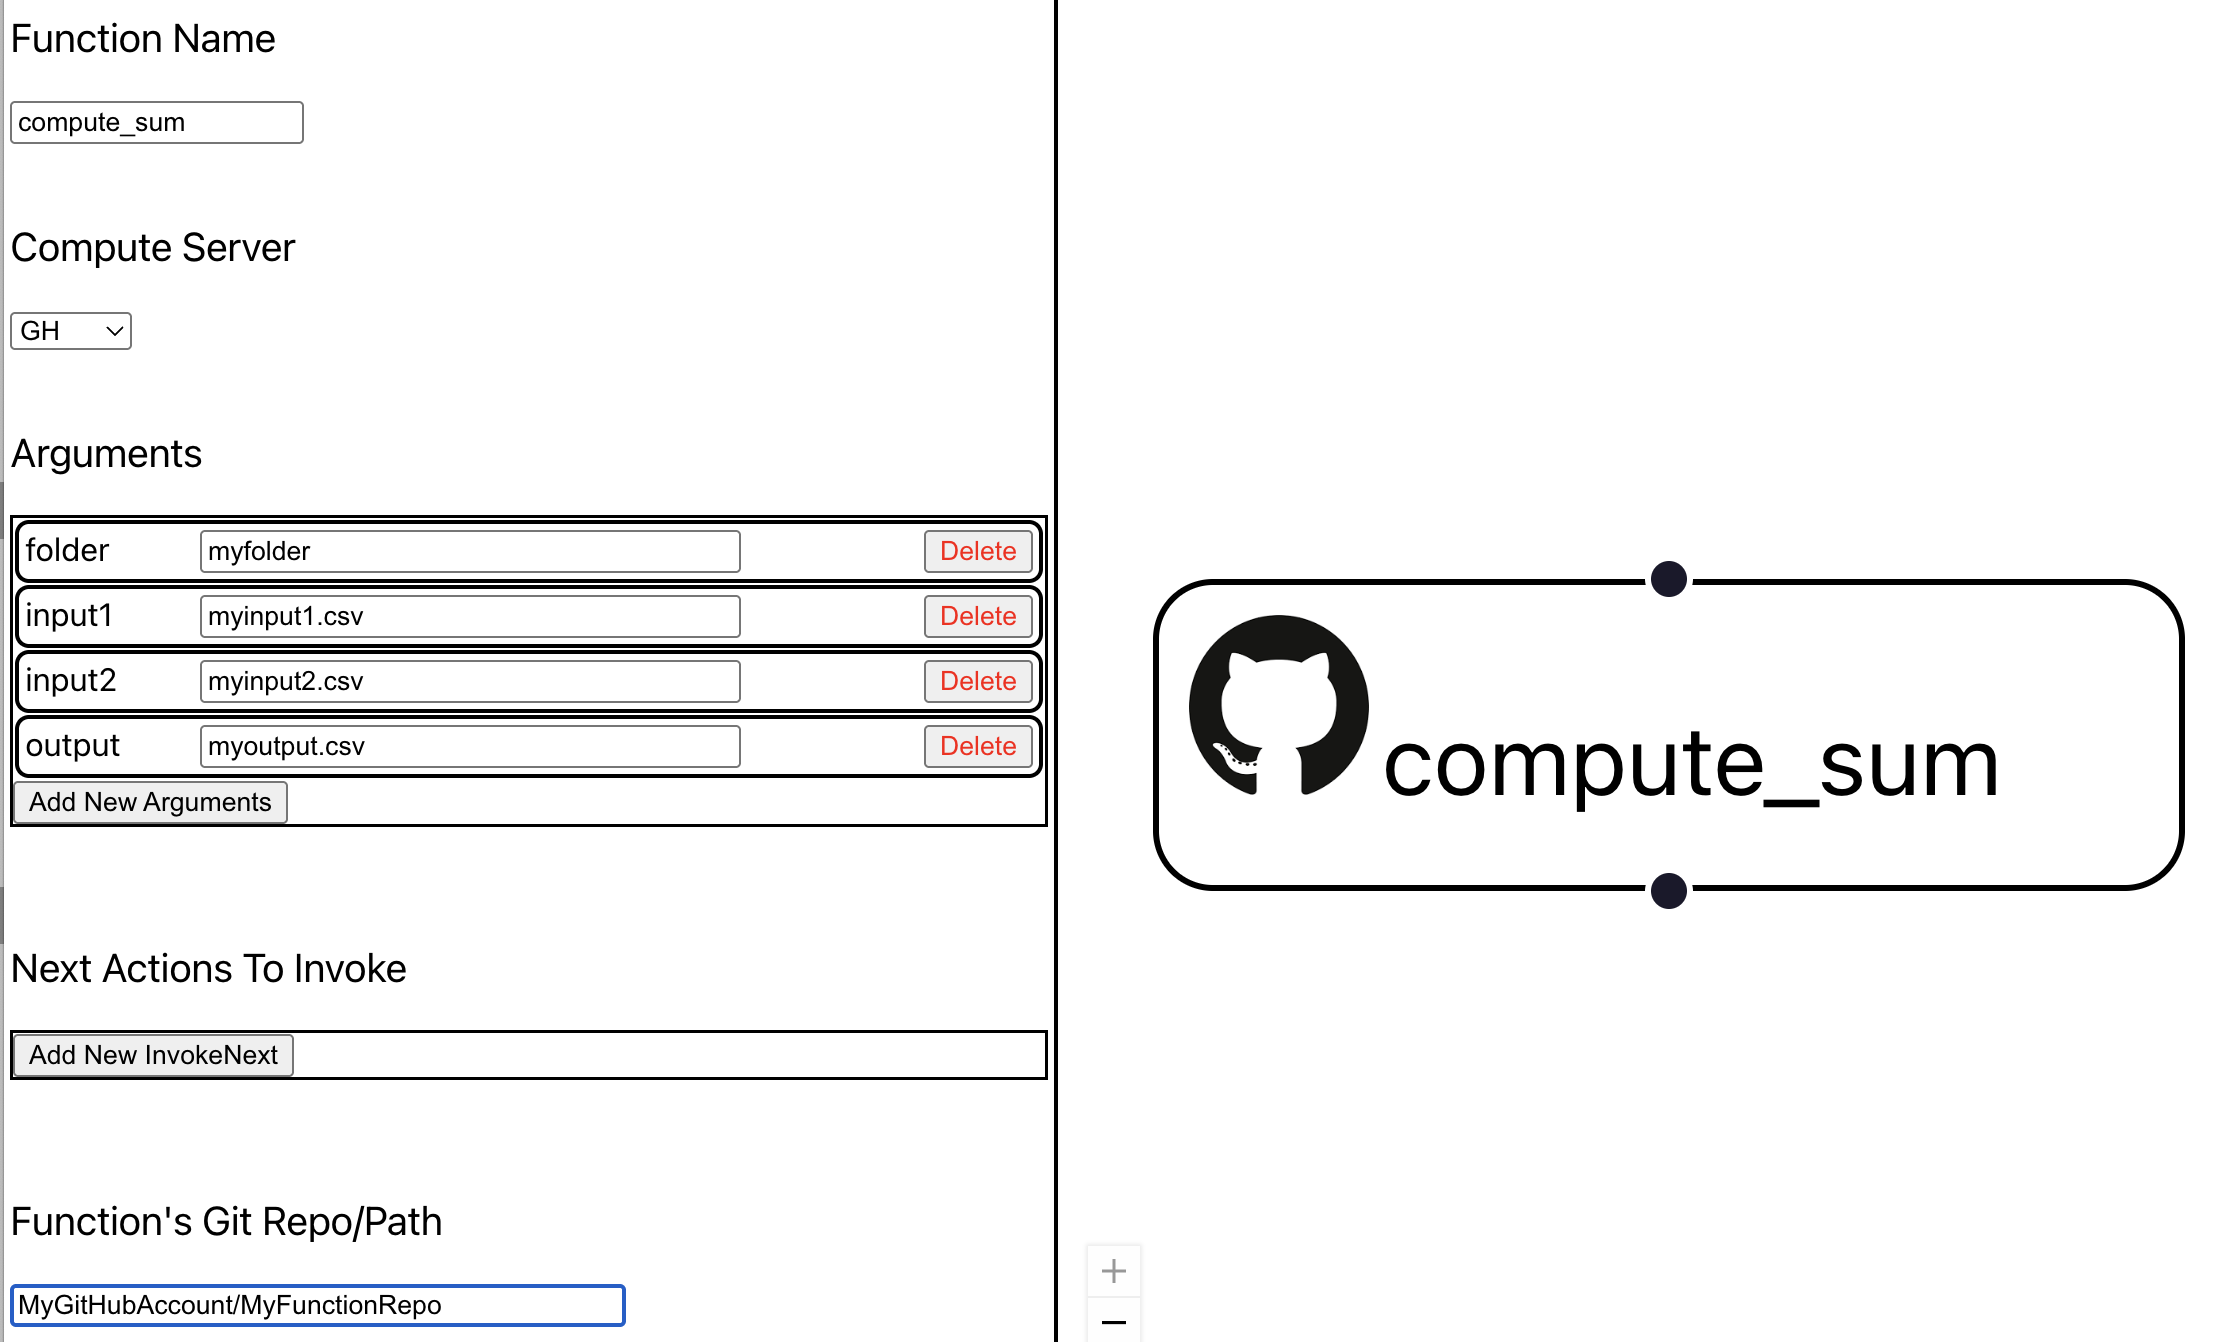 Function Name
compute_sum
Compute Server
GH
Arguments
folder myfolder Delete
input1 myinput1.csv Delete
input2 myinput2.csv Delete
output myoutput.csv Delete
Add New Arguments
Next Actions To Invoke
Add New InvokeNext
Function's Git Repo/Path
MyGitHubAccount/MyFunctionRepo
compute_sum